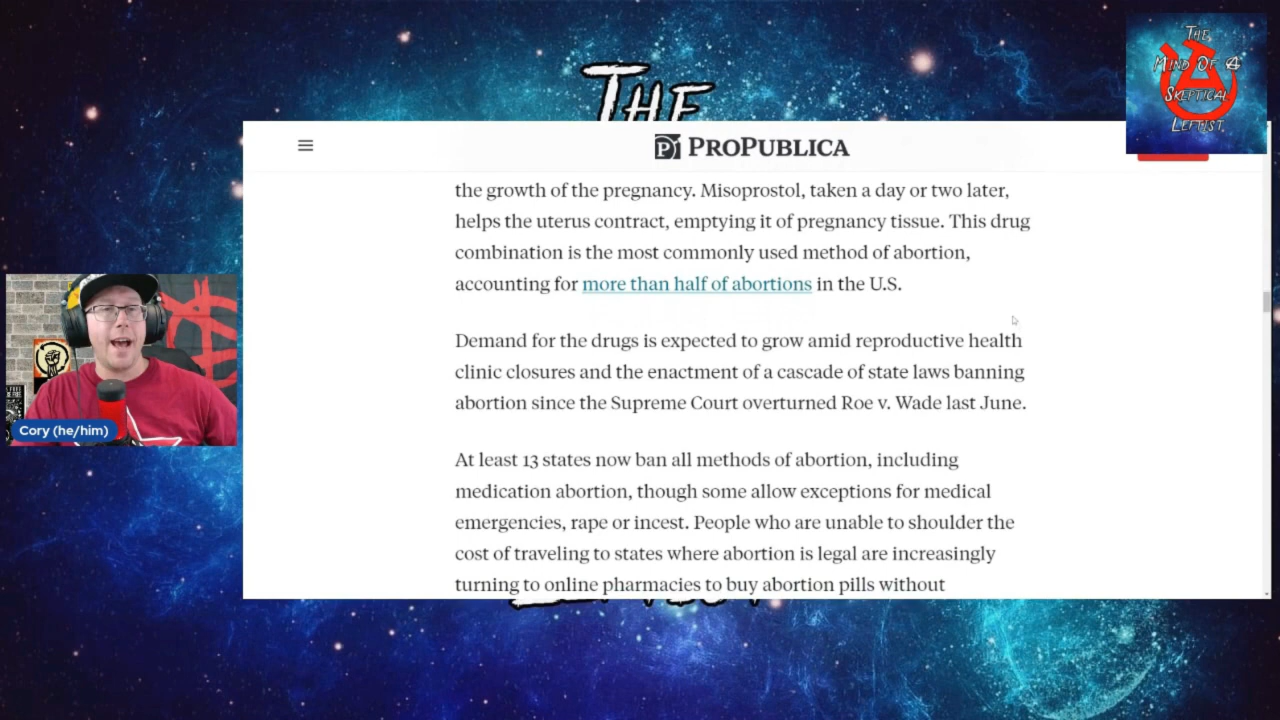 THE
THE
MIND OF A
SKEPTICAL
LEFTIST
PROPUBLICA
the growth of the pregnancy. Misoprostol, taken a day or two later,
helps the uterus contract, emptying it of pregnancy tissue. This drug
combination is the most commonly used method of abortion,
accounting for more than half of abortions in the U.S.
Demand for the drugs is expected to grow amid reproductive health
clinic closures and the enactment of a cascade of state laws banning
abortion since the Supreme Court overturned Roe v. Wade last June.
At least 13 states now ban all methods of abortion, including
medication abortion, though some allow exceptions for medical
emergencies, rape or incest. People who are unable to shoulder the
cost of traveling to states where abortion is legal are increasingly
turning to online pharmacies to buy abortion pills without
Cory (he/him)